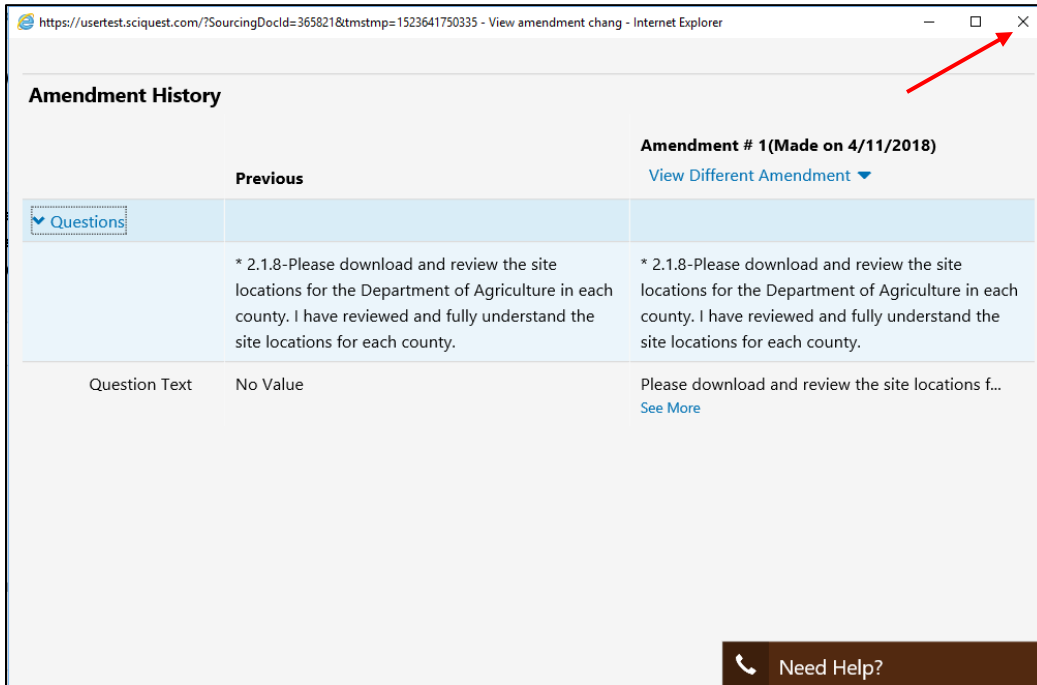 https://usertest.sciquest.com/?SourcingDocId=365821&tmstmp=1523641750335 - View amendment chang - Internet Explorer
Amendment History
Amendment # 1(Made on 4/11/2018)
Previous
View Different Amendment
Questions
* 2.1.8-Please download and review the site
locations for the Department of Agriculture in each
county. I have reviewed and fully understand the
site locations for each county.
* 2.1.8-Please download and review the site
locations for the Department of Agriculture in each
county. I have reviewed and fully understand the
site locations for each county.
Question Text
No Value
Please download and review the site locations f...
See More
Need Help?